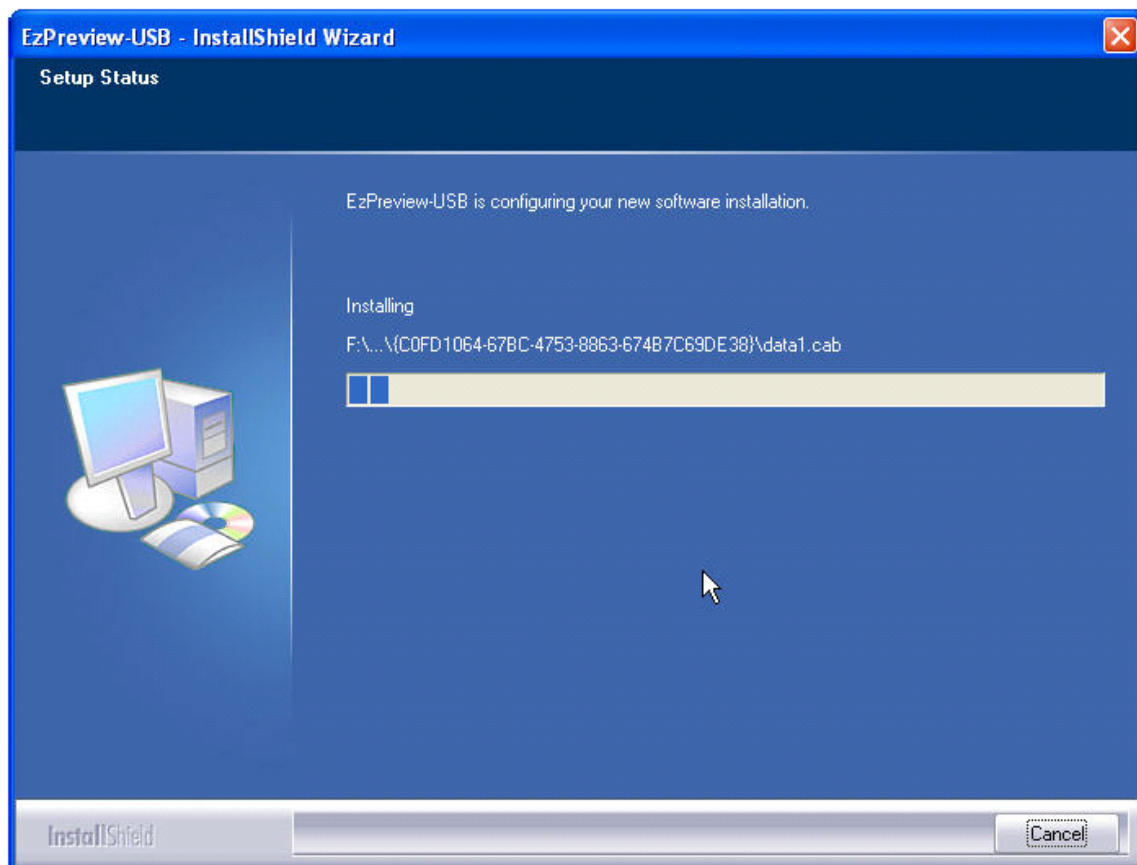 EzPreview-USB - InstallShield Wizard
Setup Status
EzPreview-USB is configuring your new software installation.
Installing
F:\...\{C0FD1064-67BC-4753-8863-674B7C69DE38}\data1.cab
InstallShield
Cancel